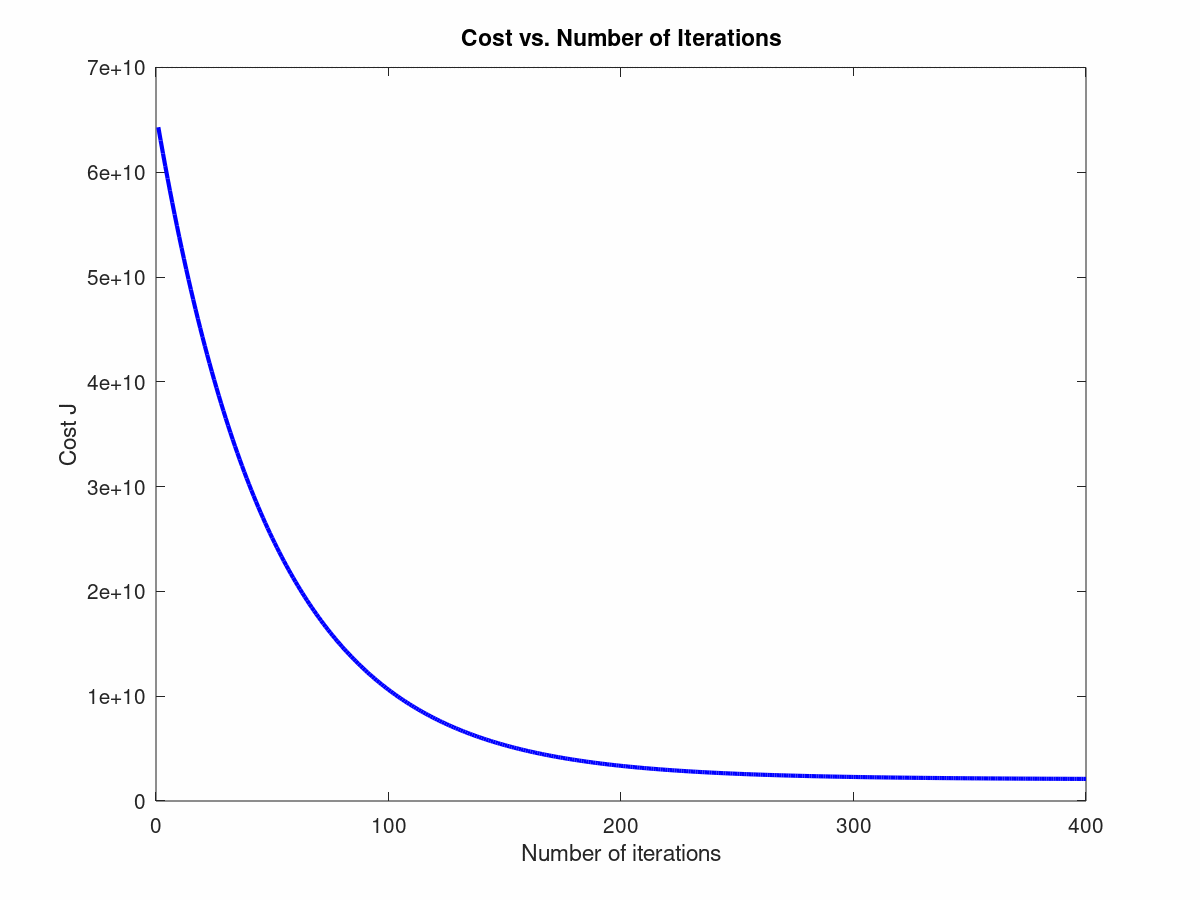 Cost vs. Number of Iterations
7e+10
6e+10
5e+10
4e+10
3e+10
2e+10
1e+10
0
Cost J
0 100 200 300 400
Number of iterations